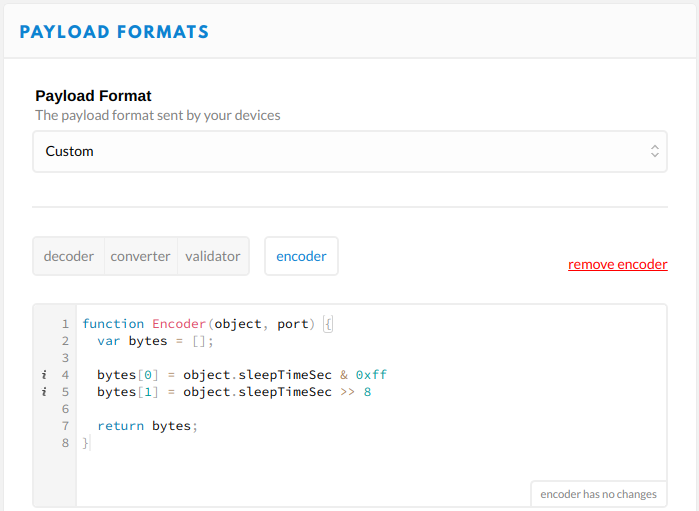 PAYLOAD FORMATS
Payload Format
The payload format sent by your devices
Custom
decoder converter validator encoder
remove encoder
1 function Encoder(object, port) {
2   var bytes = [];
3
i 4   bytes[0] = object.sleepTimeSec & 0xff
i 5   bytes[1] = object.sleepTimeSec >> 8
6
7   return bytes;
8 }
encoder has no changes